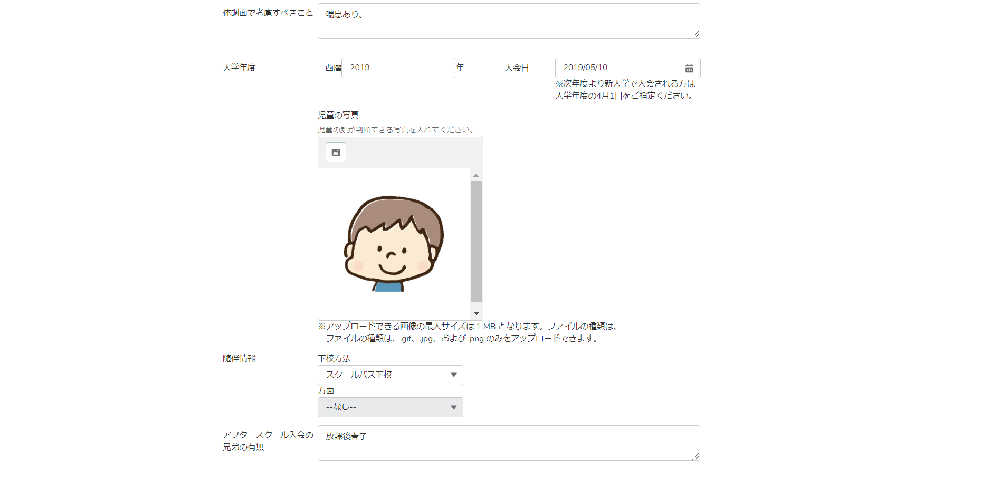 体調面で考慮すべきこと
喘息あり。
入学年度
西暦 2019 年
入会日
2019/05/10
※次年度より新入学で入会される方は
入学年度の4月1日をご指定ください。
児童の写真
児童の顔が判断できる写真を入れてください。
※アップロードできる画像の最大サイズは 1 MB となります。ファイルの種類は、
ファイルの種類は、.gif、.jpg、および .png のみをアップロードできます。
随伴情報
下校方法
スクールバス下校
方面
--なし--
アフタースクール入会の
兄弟の有無
放課後春子